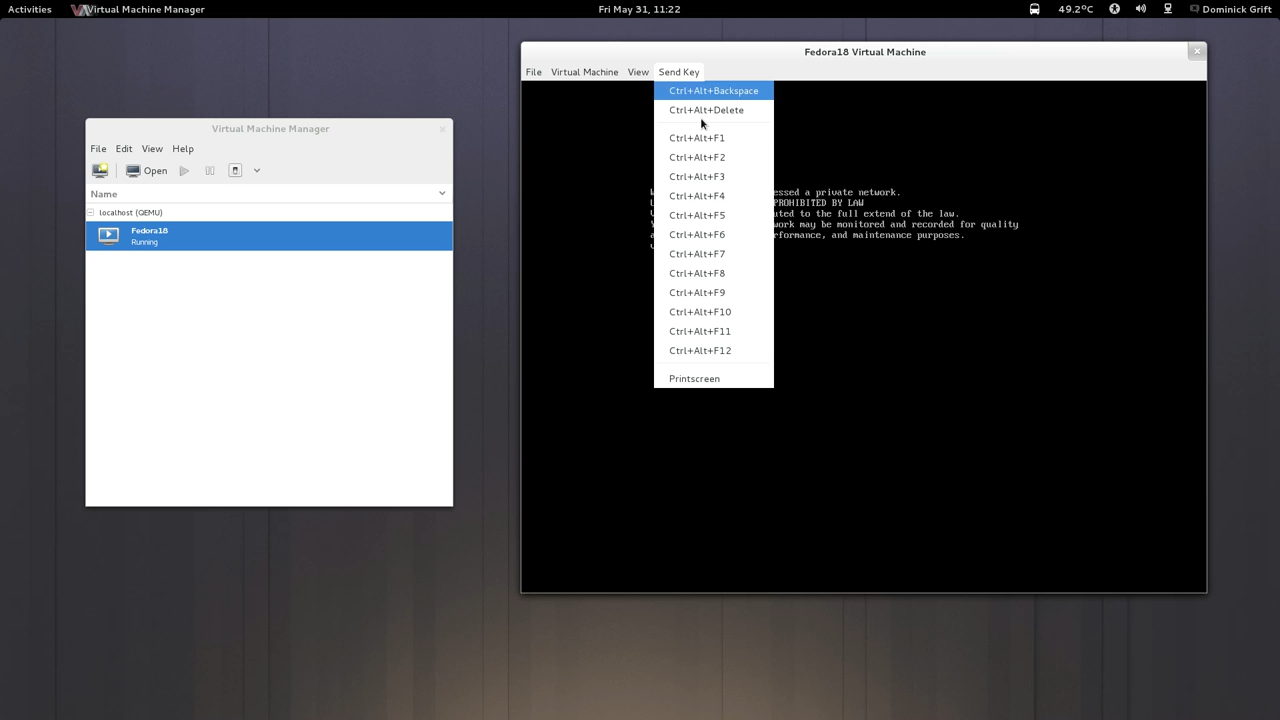 Activities
Virtual Machine Manager
Fri May 31, 11:22
49.2°C
Dominick Grift
Virtual Machine Manager
File Edit View Help
Open
Name
localhost (QEMU)
Fedora18
Running
Fedora18 Virtual Machine
File Virtual Machine View Send Key
Ctrl+Alt+Backspace
Ctrl+Alt+Delete
Ctrl+Alt+F1
Ctrl+Alt+F2
Ctrl+Alt+F3
Ctrl+Alt+F4
Ctrl+Alt+F5
Ctrl+Alt+F6
Ctrl+Alt+F7
Ctrl+Alt+F8
Ctrl+Alt+F9
Ctrl+Alt+F10
Ctrl+Alt+F11
Ctrl+Alt+F12
Printscreen
a private network.
PROHIBITED BY LAW
to the full extend of the law.
may be monitored and recorded for quality
and maintenance purposes.